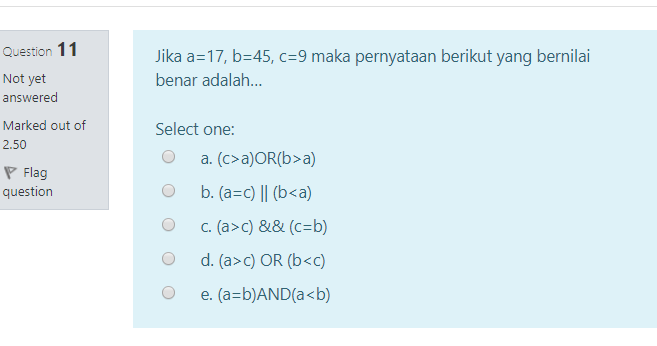 Question 11
Not yet
answered
Marked out of
2.50
Flag
question
Jika a=17, b=45, c=9 maka pernyataan berikut yang bernilai
benar adalah...
Select one:
a. (c>a)OR(b>a)
b. (a=c) || (b<a)
c. (a>c) && (c=b)
d. (a>c) OR (b<c)
e. (a=b)AND(a<b)